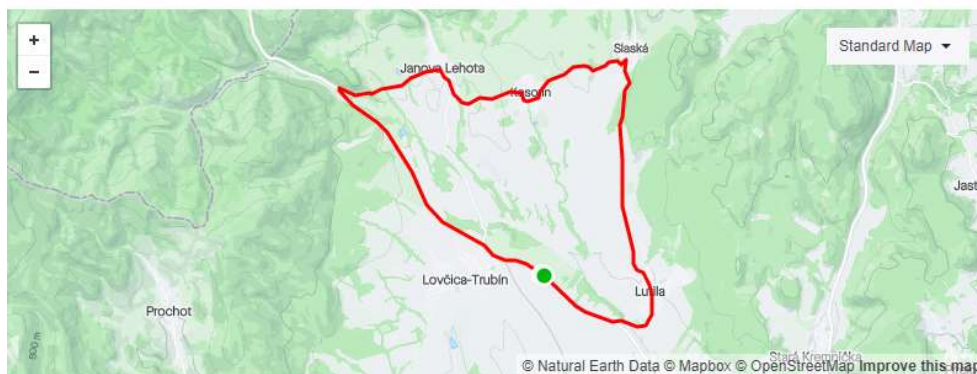 +
−
Standard Map
Slaská
Janova Lehota
Kosorín
Lovčica-Trubín
Lutila
Prochot
Jast
Stará Kremnička
800 m
© Natural Earth Data © Mapbox © OpenStreetMap Improve this map